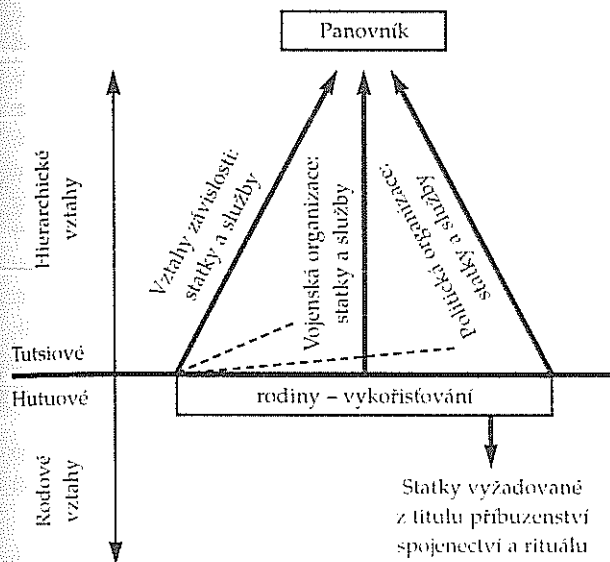 Panovník
Hierarchické
vztahy
Vztahy závislosti:
statky a služby
Vojenská organizace:
statky a služby
Politická organizace:
statky a služby
Tutsiové
Hutuové
rodiny – vykořisťování
Rodové
vztahy
Statky vyžadované
z titulu příbuzenství
spojenectví a rituálu